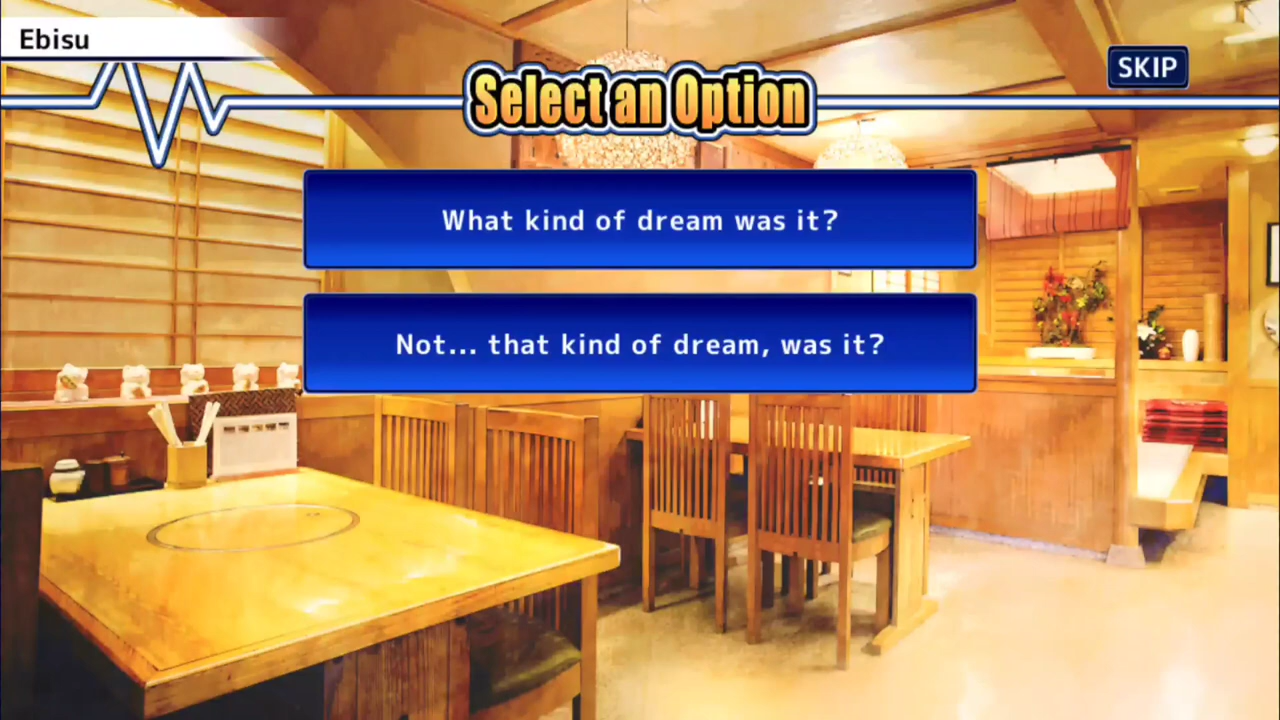 Ebisu
SKIP
Select an Option
What kind of dream was it?
Not... that kind of dream, was it?